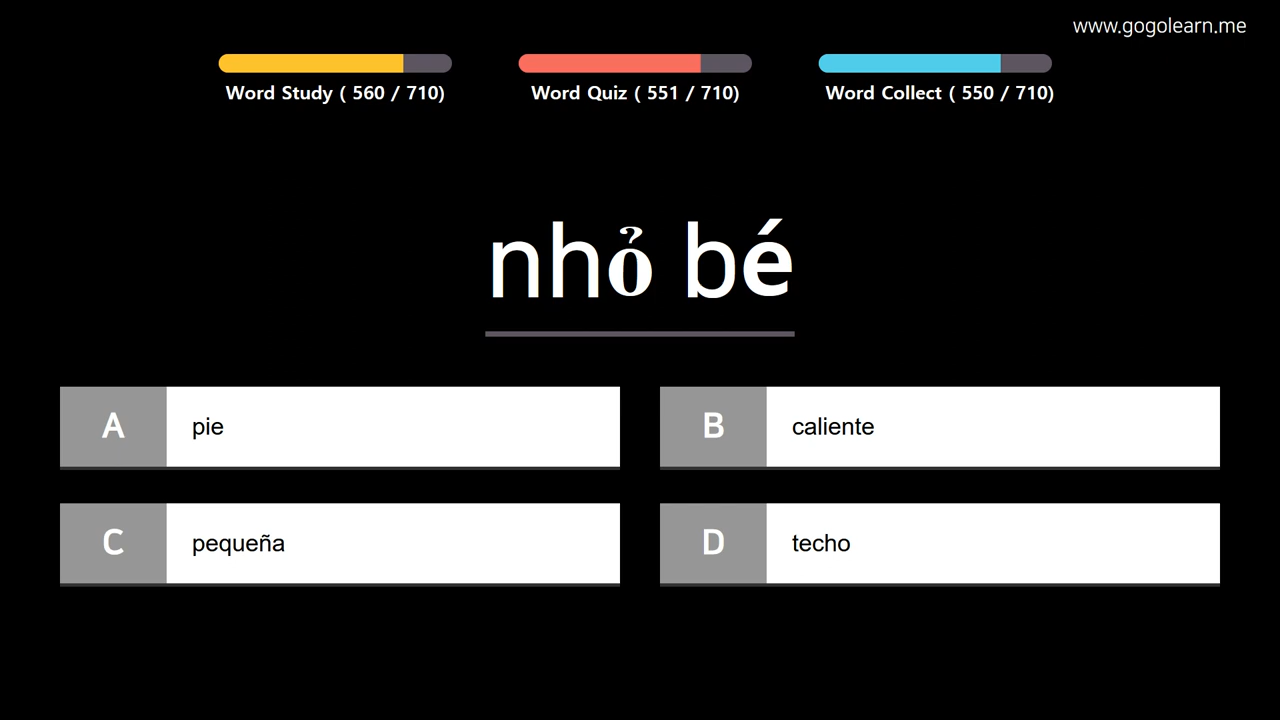 www.gogolearn.me
Word Study ( 560 / 710)
Word Quiz ( 551 / 710)
Word Collect ( 550 / 710)
nhỏ bé
A pie
B caliente
C pequeña
D techo